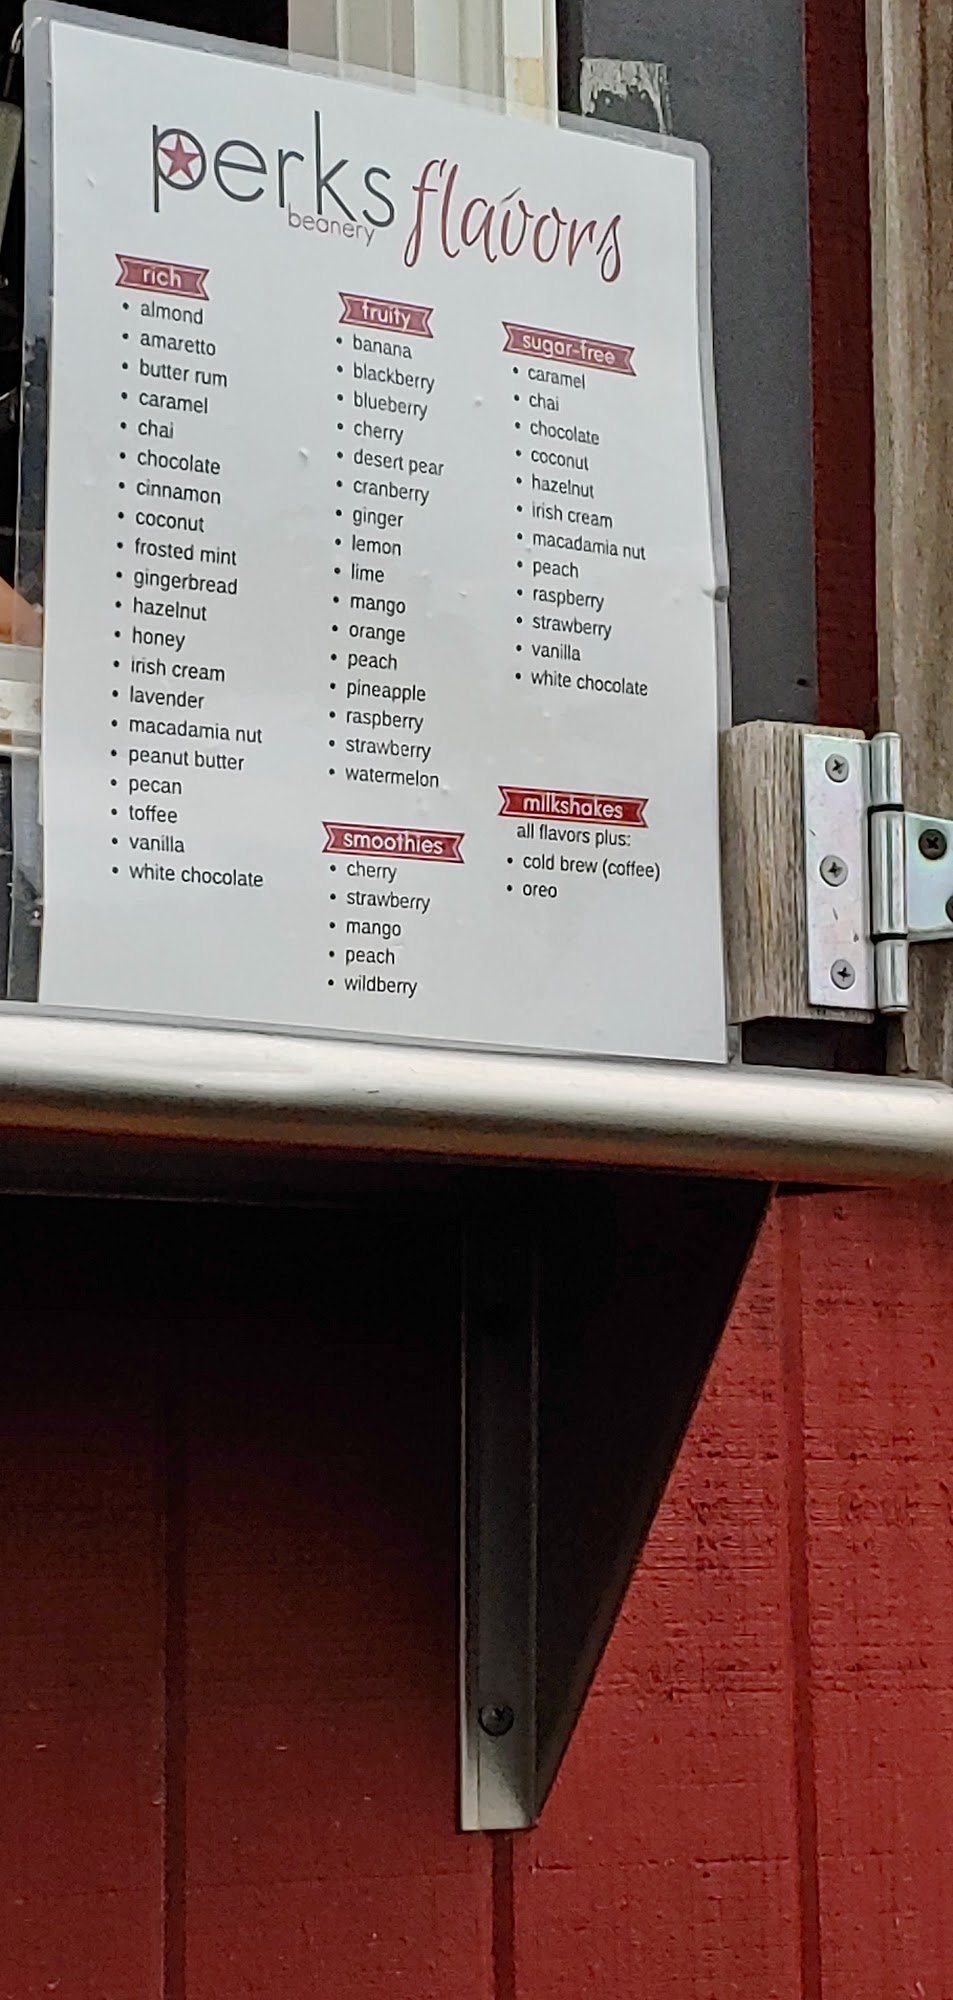 perks flavors
beanery
rich
• almond
• amaretto
• butter rum
• caramel
• chai
• chocolate
• cinnamon
• coconut
• frosted mint
• gingerbread
• hazelnut
• honey
• irish cream
• lavender
• macadamia nut
• peanut butter
• pecan
• toffee
• vanilla
• white chocolate
fruity
• banana
• blackberry
• blueberry
• cherry
• desert pear
• cranberry
• ginger
• lemon
• lime
• mango
• orange
• peach
• pineapple
• raspberry
• strawberry
• watermelon
smoothies
• cherry
• strawberry
• mango
• peach
• wildberry
sugar-free
• caramel
• chai
• chocolate
• coconut
• hazelnut
• irish cream
• macadamia nut
• peach
• raspberry
• strawberry
• vanilla
• white chocolate
milkshakes
all flavors plus:
• cold brew (coffee)
• oreo